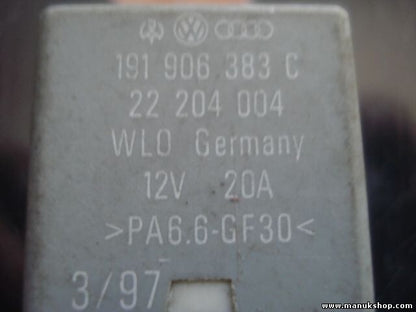 191 906 383 C
22 204 004
WLO Germany
12V 20A
>PA6.6-GF30<
3/97
www.manukshop.com